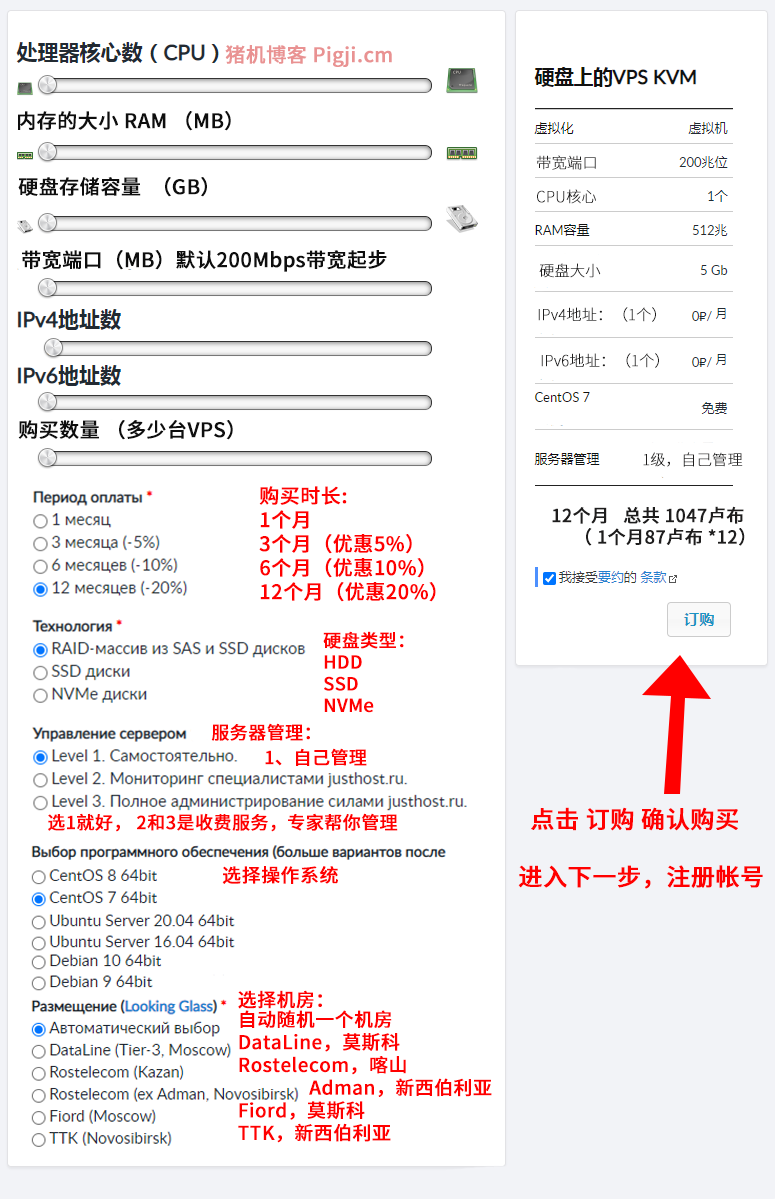 处理器核心数（CPU）猪机博客 Pigji.cm
CPU
内存的大小 RAM （MB）
硬盘存储容量 （GB）
带宽端口（MB）默认200Mbps带宽起步
IPv4地址数
IPv6地址数
购买数量 （多少台VPS）
Период оплаты * 购买时长:
1 месяц 1个月
3 месяца (-5%) 3个月（优惠5%）
6 месяцев (-10%) 6个月（优惠10%）
12 месяцев (-20%) 12个月（优惠20%）
Технология * 硬盘类型:
RAID-массив из SAS и SSD дисков HDD
SSD диски SSD
NVMe диски NVMe
Управление сервером 服务器管理:
Level 1. Самостоятельно. 1、自己管理
Level 2. Мониторинг специалистами justhost.ru.
Level 3. Полное администрирование силами justhost.ru.
选1就好， 2和3是收费服务，专家帮你管理
Выбор программного обеспечения (больше вариантов после
CentOS 8 64bit 选择操作系统
CentOS 7 64bit
Ubuntu Server 20.04 64bit
Ubuntu Server 16.04 64bit
Debian 10 64bit
Debian 9 64bit
Размещение (Looking Glass) * 选择机房:
Автоматический выбор 自动随机一个机房
DataLine (Tier-3, Moscow) DataLine，莫斯科
Rostelecom (Kazan) Rostelecom，喀山
Rostelecom (ex Adman, Novosibirsk) Adman，新西伯利亚
Fiord (Moscow) Fiord，莫斯科
TTK (Novosibirsk) TTK，新西伯利亚
硬盘上的VPS KVM
虚拟化 虚拟机
带宽端口 200兆位
CPU核心 1个
RAM容量 512兆
硬盘大小 5 Gb
IPv4地址：（1个） 0₽/ 月
IPv6地址：（1个） 0₽/ 月
CentOS 7 免费
服务器管理 1级，自己管理
12个月 总共 1047卢布
（ 1个月87卢布 *12）
我接受要约的 条款
订购
点击 订购 确认购买
进入下一步，注册帐号